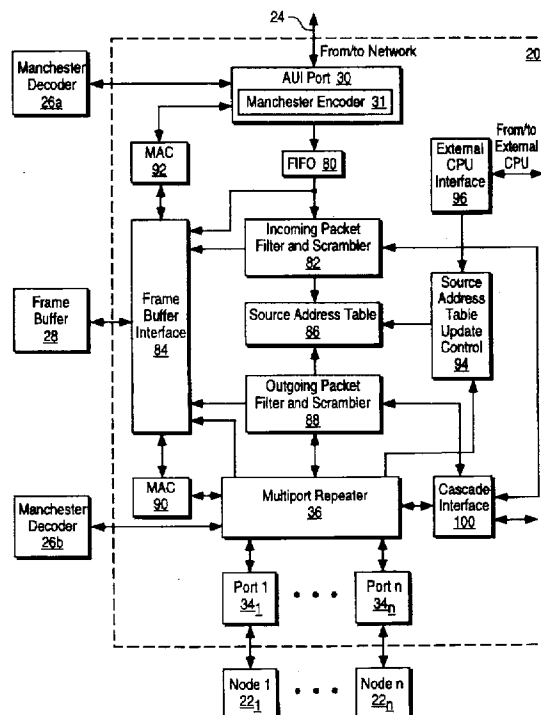 24
From/to Network
20
Manchester
Decoder
26a
AUI Port 30
Manchester Encoder 31
MAC
92
FIFO 80
From/to
External
CPU
External
CPU
Interface
96
Incoming Packet
Filter and Scrambler
82
Frame
Buffer
28
Frame
Buffer
Interface
84
Source Address Table
86
Source
Address
Table
Update
Control
94
Outgoing Packet
Filter and Scrambler
88
MAC
90
Manchester
Decoder
26b
Multiport Repeater
36
Cascade
Interface
100
Port 1
34₁
Port n
34n
Node 1
22₁
Node n
22n